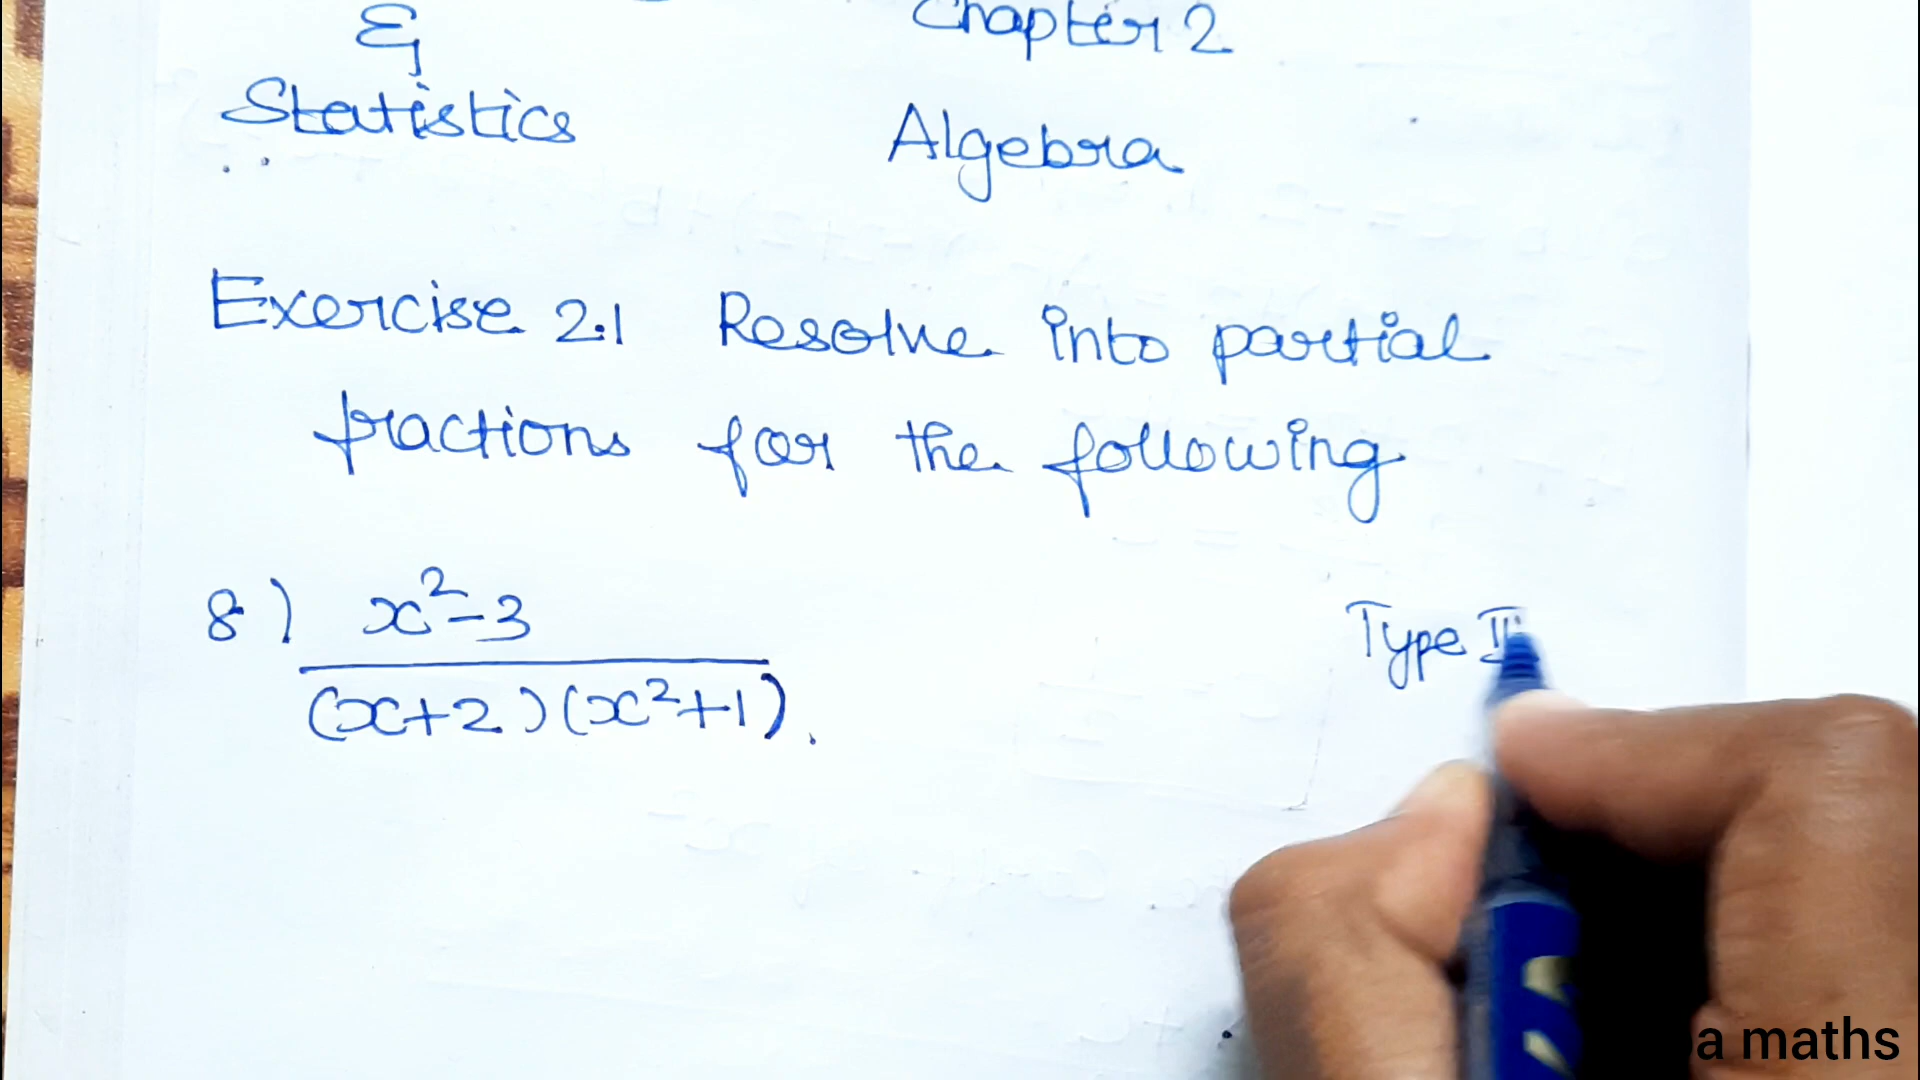 &
Chapter 2
Statistics
Algebra
Exercise 2.1 Resolve into partial
fractions for the following
8) x²-3
(x+2)(x²+1).
Type II
a maths